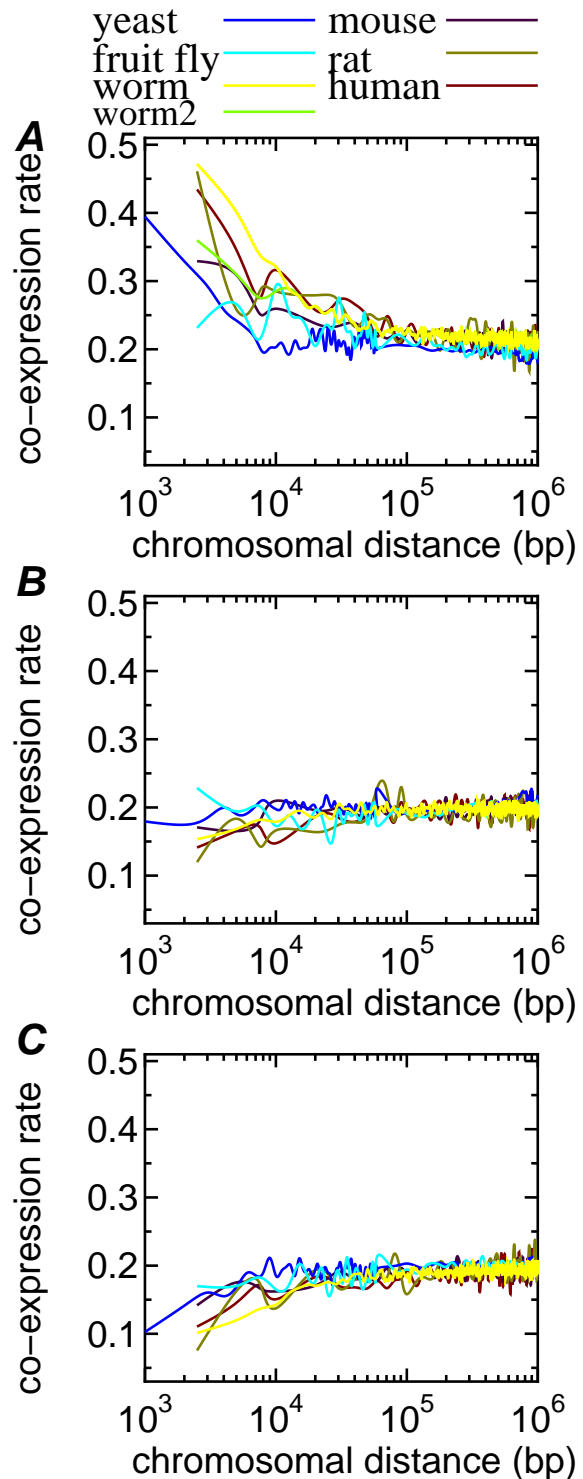 yeast mouse
fruit fly rat
worm human
worm2
A
0.5
0.4
0.3
0.2
0.1
co−expression rate
10^3 10^4 10^5 10^6
chromosomal distance (bp)
B
0.5
0.4
0.3
0.2
0.1
co−expression rate
10^3 10^4 10^5 10^6
chromosomal distance (bp)
C
0.5
0.4
0.3
0.2
0.1
co−expression rate
10^3 10^4 10^5 10^6
chromosomal distance (bp)